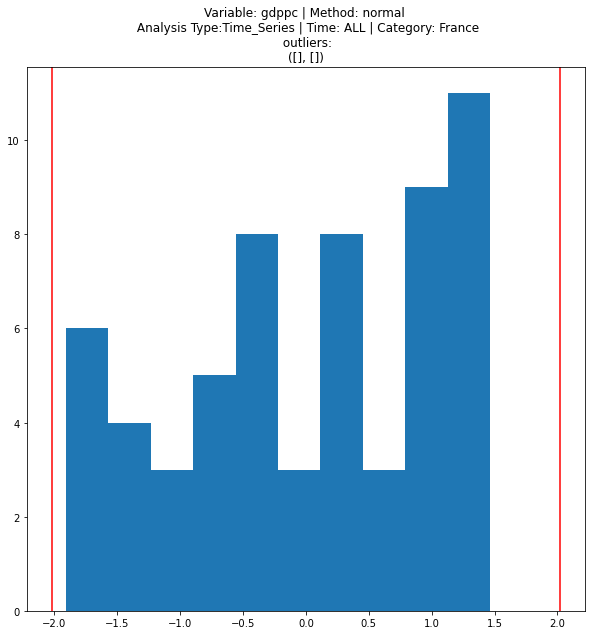 Variable: gdppc | Method: normal
Analysis Type:Time_Series | Time: ALL | Category: France
outliers:
([], [])
10
8
6
4
2
0
−2.0 −1.5 −1.0 −0.5 0.0 0.5 1.0 1.5 2.0